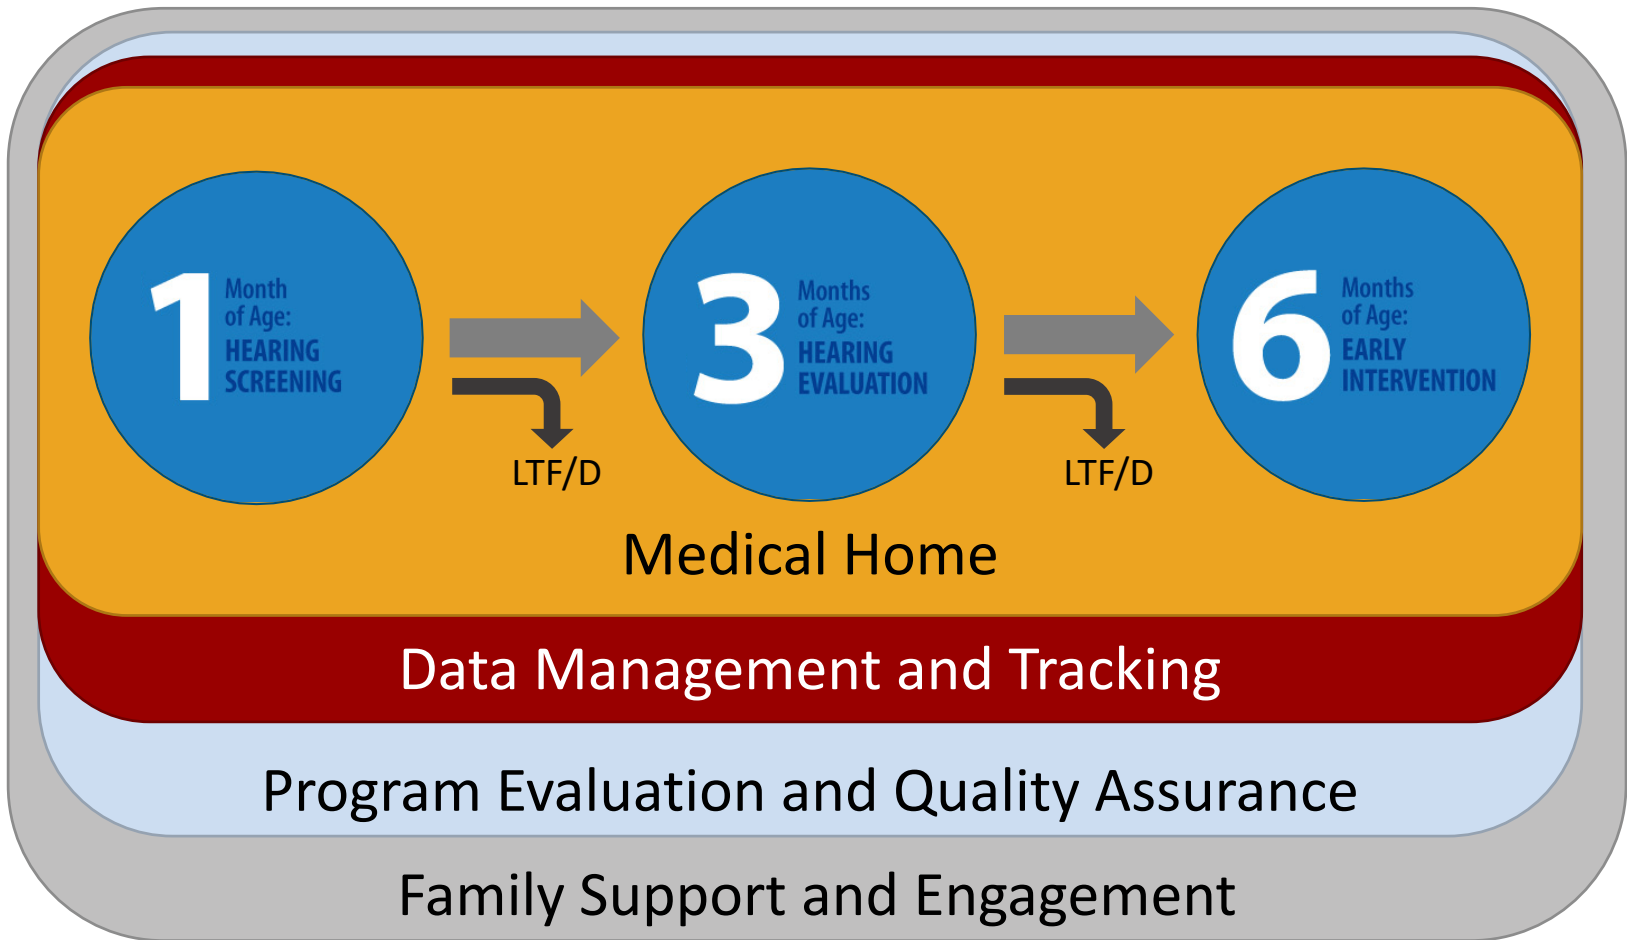 1
Month
of Age:
HEARING
SCREENING
LTF/D
3
Months
of Age:
HEARING
EVALUATION
LTF/D
6
Months
of Age:
EARLY
INTERVENTION
Medical Home
Data Management and Tracking
Program Evaluation and Quality Assurance
Family Support and Engagement